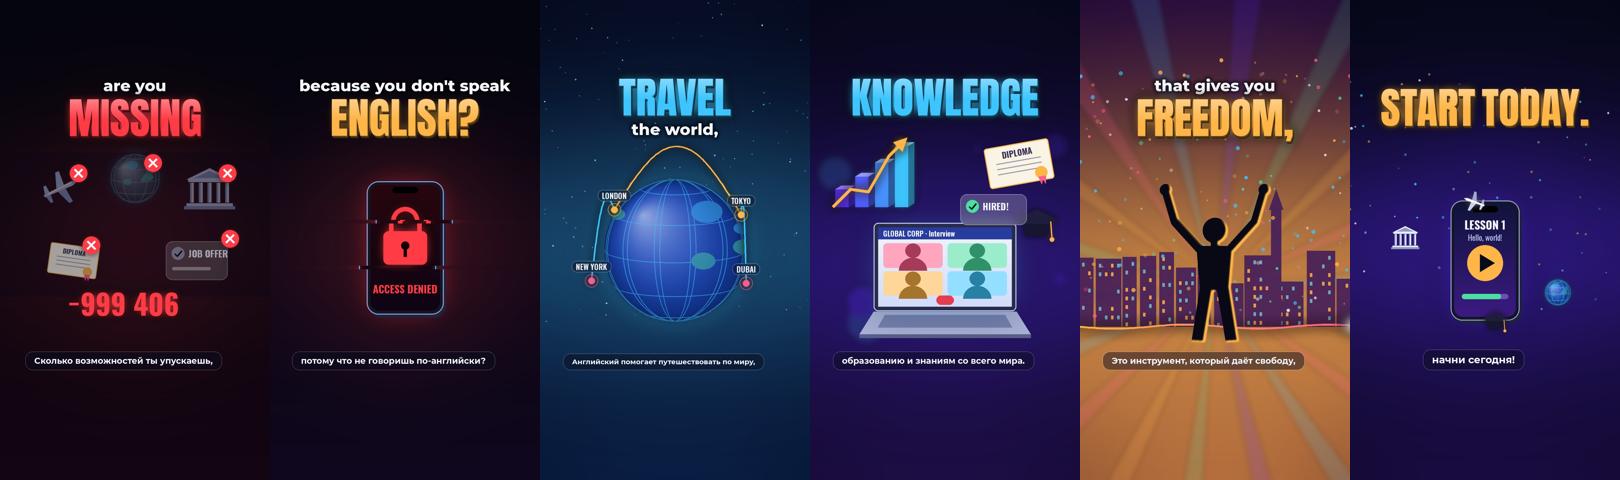 are you
MISSING
DIPLOMA
JOB OFFER
-999 406
Сколько возможностей ты упускаешь,
because you don't speak
ENGLISH?
ACCESS DENIED
потому что не говоришь по-английски?
TRAVEL
the world,
LONDON
TOKYO
NEW YORK
DUBAI
Английский помогает путешествовать по миру,
KNOWLEDGE
DIPLOMA
HIRED!
GLOBAL CORP - Interview
образованию и знаниям со всего мира.
that gives you
FREEDOM,
Это инструмент, который даёт свободу,
START TODAY.
LESSON 1
Hello, world!
начни сегодня!